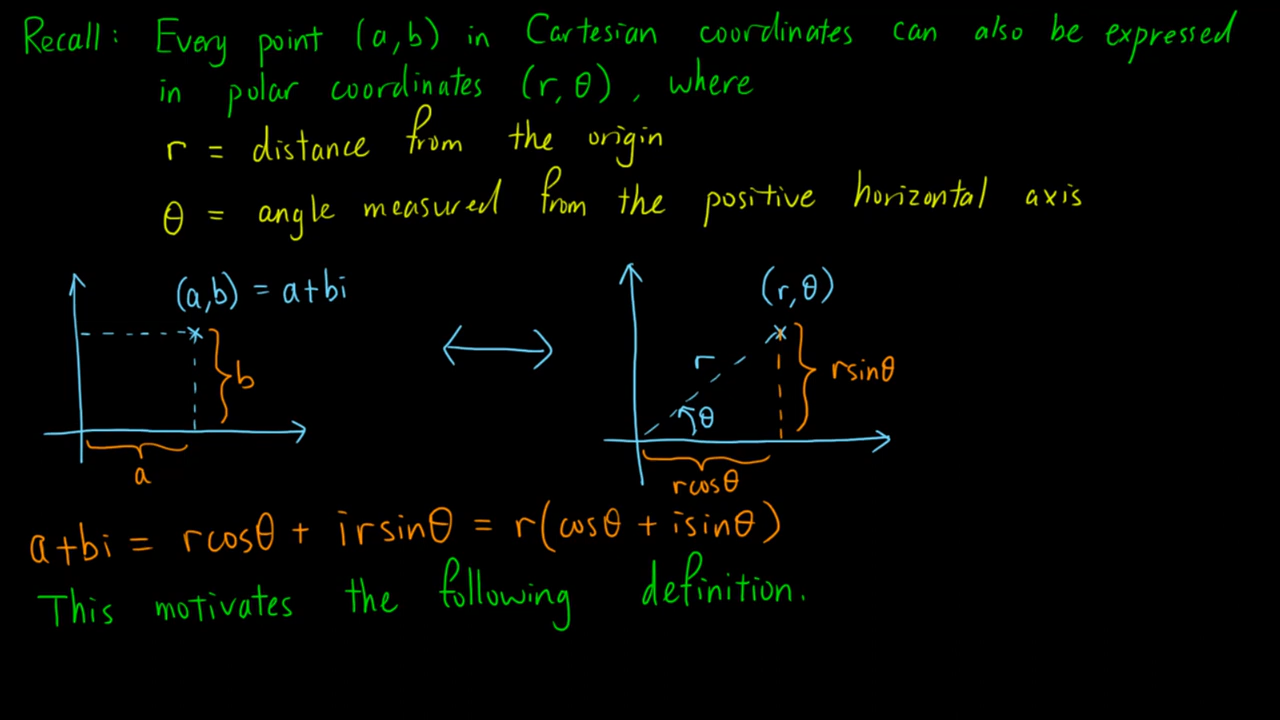 Recall: Every point (a,b) in Cartesian coordinates can also be expressed
in polar coordinates (r,θ), where
r = distance from the origin
θ = angle measured from the positive horizontal axis
(a,b) = a+bi
b
a
(r,θ)
r
θ
rsinθ
rcosθ
a+bi = rcosθ + irsinθ = r(cosθ + isinθ)
This motivates the following definition.